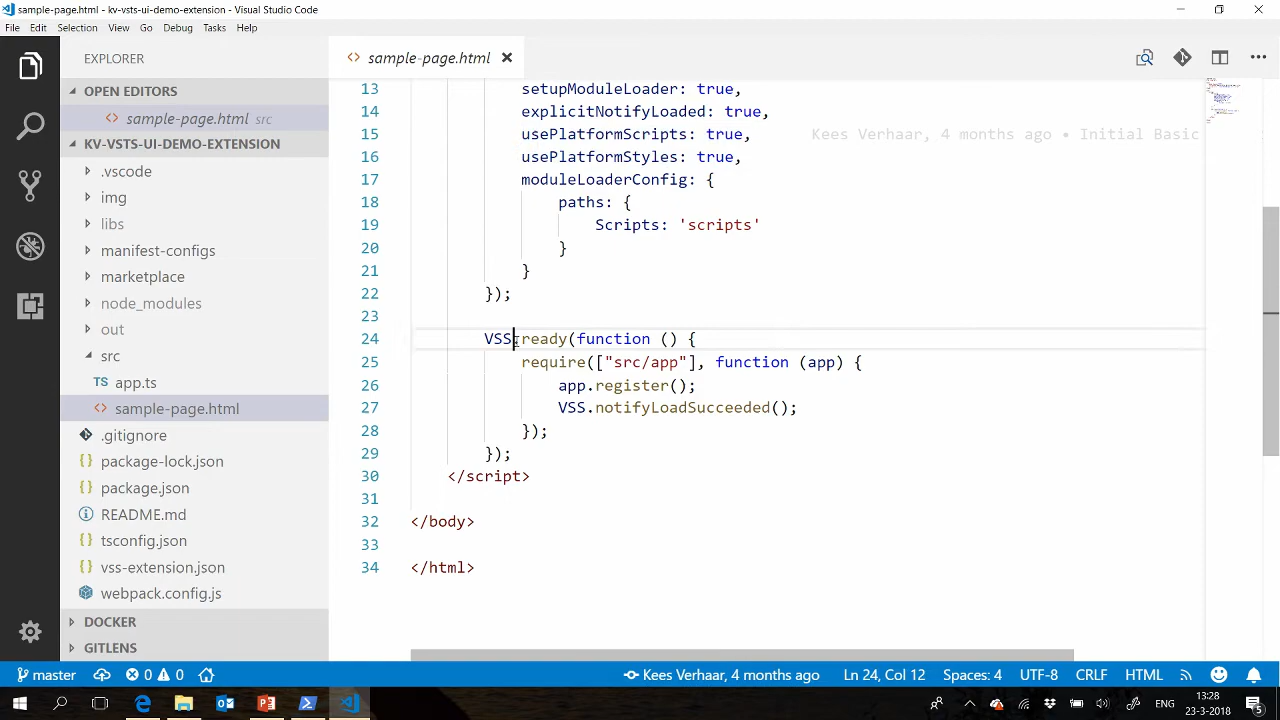 sample-page.html - kv-vsts-ui-demo-extension - Visual Studio Code
File Edit Selection View Go Debug Tasks Help
EXPLORER
OPEN EDITORS
sample-page.html src
KV-VSTS-UI-DEMO-EXTENSION
.vscode
img
libs
manifest-configs
marketplace
node_modules
out
src
app.ts
sample-page.html
.gitignore
package-lock.json
package.json
README.md
tsconfig.json
vss-extension.json
webpack.config.js
DOCKER
GITLENS
sample-page.html
13 setupModuleLoader: true,
14 explicitNotifyLoaded: true,
15 usePlatformScripts: true, Kees Verhaar, 4 months ago • Initial Basic
16 usePlatformStyles: true,
17 moduleLoaderConfig: {
18 paths: {
19 Scripts: 'scripts'
20 }
21 }
22 });
23
24 VSS.ready(function () {
25 require(["src/app"], function (app) {
26 app.register();
27 VSS.notifyLoadSucceeded();
28 });
29 });
30 </script>
31
32 </body>
33
34 </html>
master 0 0 Kees Verhaar, 4 months ago Ln 24, Col 12 Spaces: 4 UTF-8 CRLF HTML
ENG 13:28
23-3-2018 5